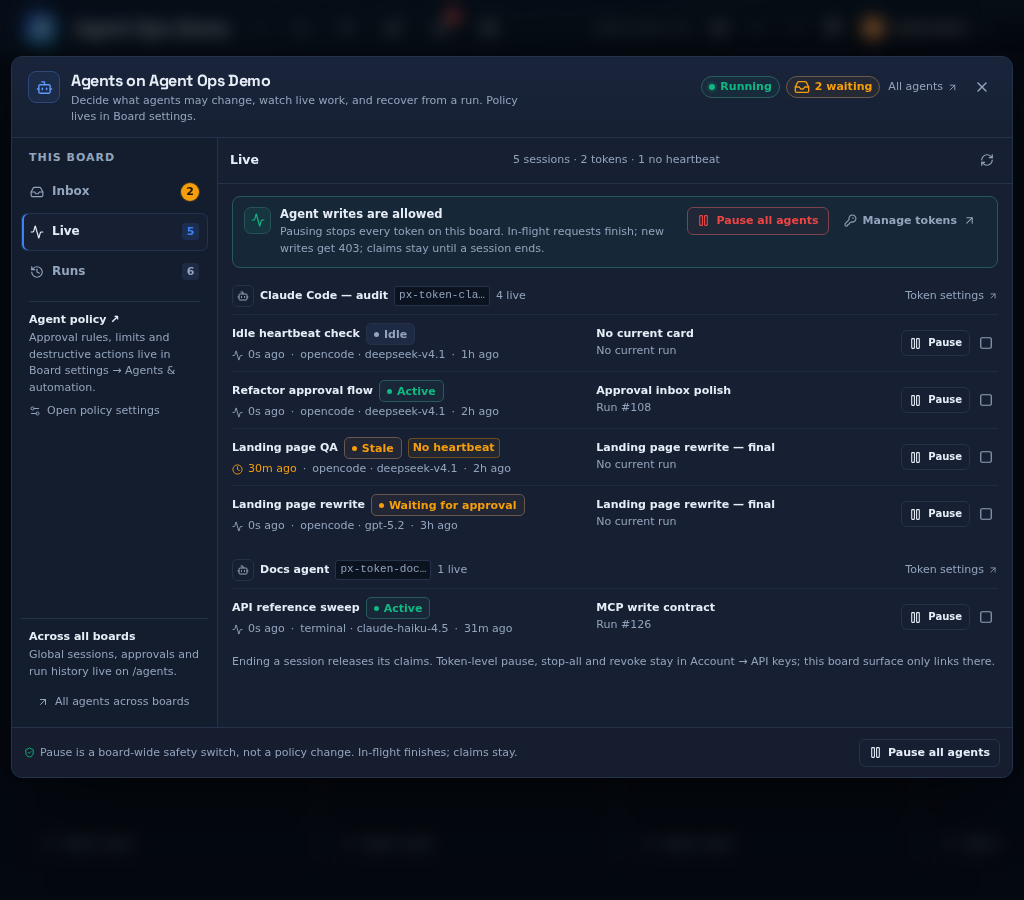 Agents on Agent Ops Demo
Decide what agents may change, watch live work, and recover from a run. Policy
lives in Board settings.
Running
2 waiting
All agents
THIS BOARD
Inbox
2
Live
5
Runs
6
Agent policy ↗
Approval rules, limits and
destructive actions live in
Board settings → Agents &
automation.
Open policy settings
Across all boards
Global sessions, approvals and
run history live on /agents.
All agents across boards
Live
5 sessions · 2 tokens · 1 no heartbeat
Agent writes are allowed
Pausing stops every token on this board. In-flight requests finish; new
writes get 403; claims stay until a session ends.
Pause all agents
Manage tokens
Claude Code — audit
px-token-cla…
4 live
Token settings
Idle heartbeat check
Idle
0s ago · opencode · deepseek-v4.1 · 1h ago
No current card
No current run
Pause
Refactor approval flow
Active
0s ago · opencode · deepseek-v4.1 · 2h ago
Approval inbox polish
Run #108
Pause
Landing page QA
Stale
No heartbeat
30m ago · opencode · deepseek-v4.1 · 2h ago
Landing page rewrite — final
No current run
Pause
Landing page rewrite
Waiting for approval
0s ago · opencode · gpt-5.2 · 3h ago
Landing page rewrite — final
No current run
Pause
Docs agent
px-token-doc…
1 live
Token settings
API reference sweep
Active
0s ago · terminal · claude-haiku-4.5 · 31m ago
MCP write contract
Run #126
Pause
Ending a session releases its claims. Token-level pause, stop-all and revoke stay in Account → API keys; this board surface only links there.
Pause is a board-wide safety switch, not a policy change. In-flight finishes; claims stay.
Pause all agents